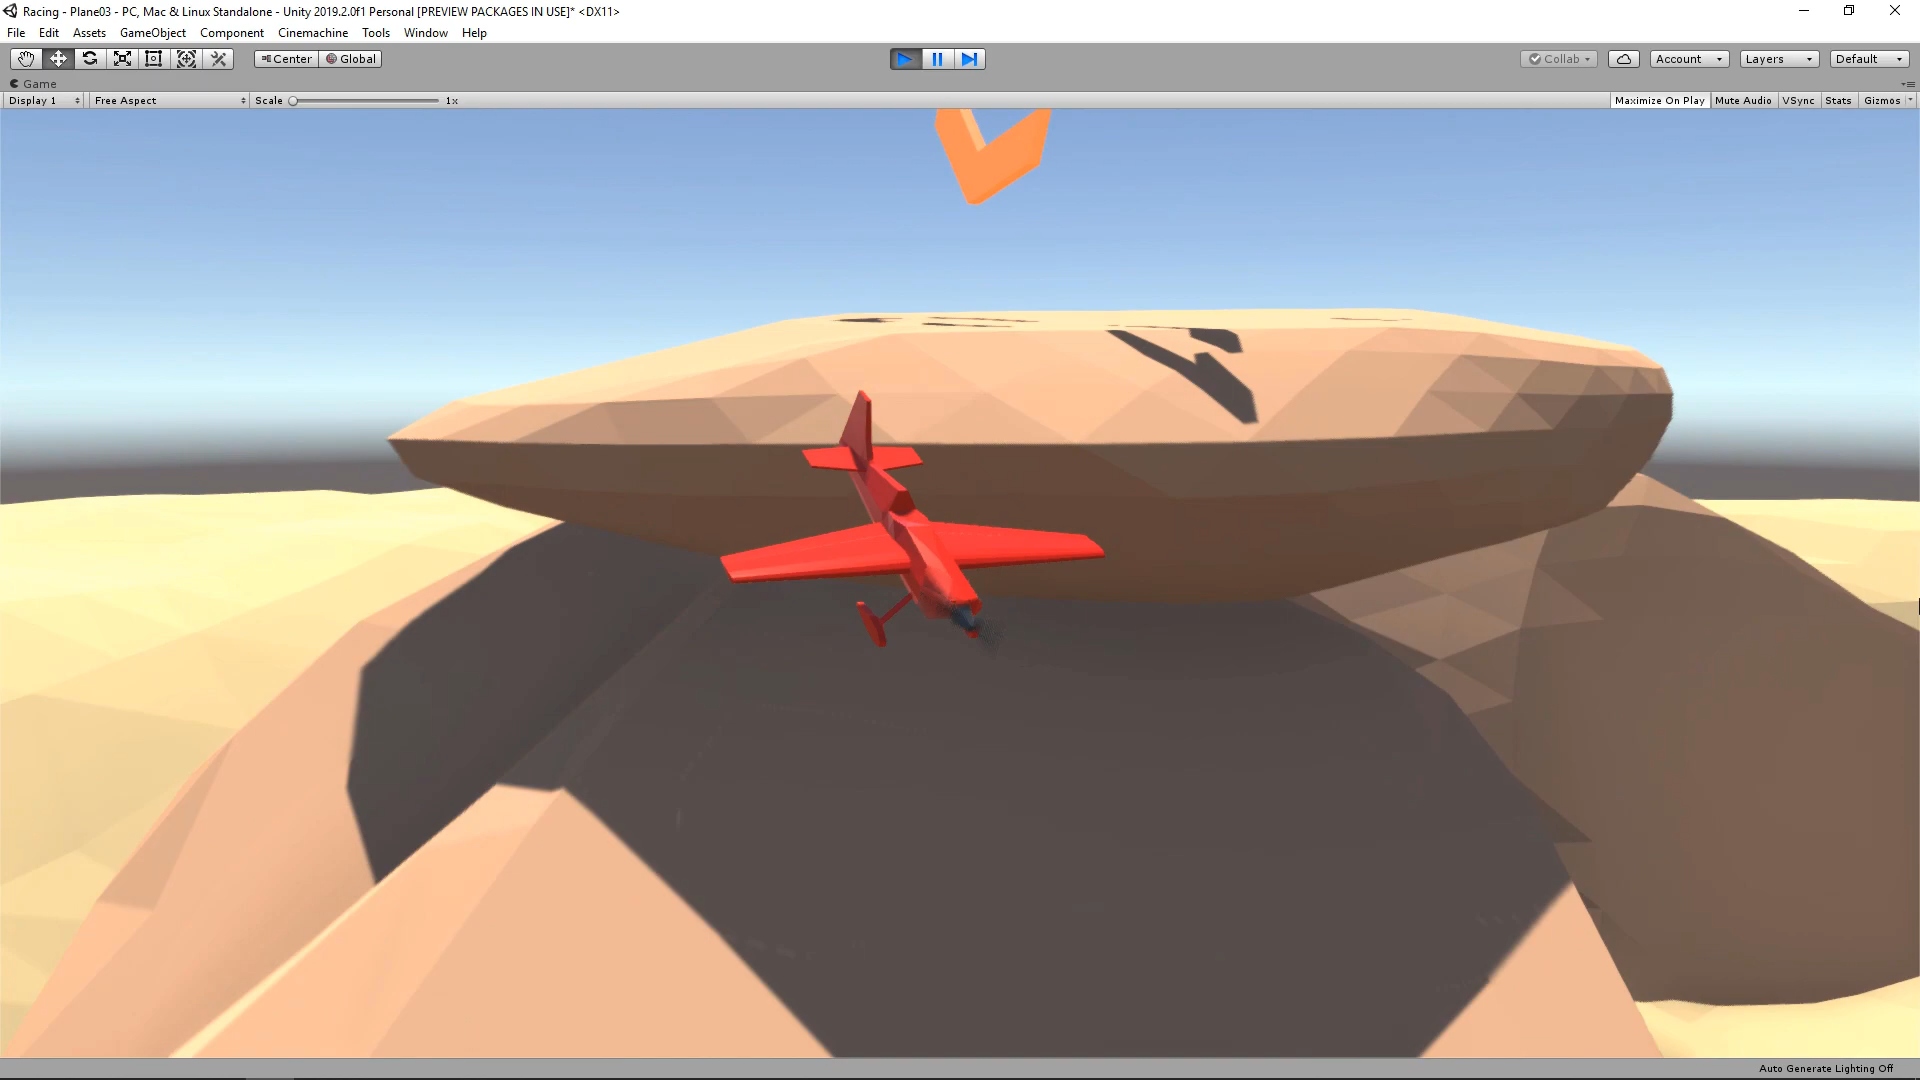 Racing - Plane03 - PC, Mac & Linux Standalone - Unity 2019.2.0f1 Personal [PREVIEW PACKAGES IN USE]* <DX11>
File Edit Assets GameObject Component Cinemachine Tools Window Help
Center Global Collab Account Layers Default
Game
Display 1 Free Aspect Scale 1x Maximize On Play Mute Audio VSync Stats Gizmos
Auto Generate Lighting Off